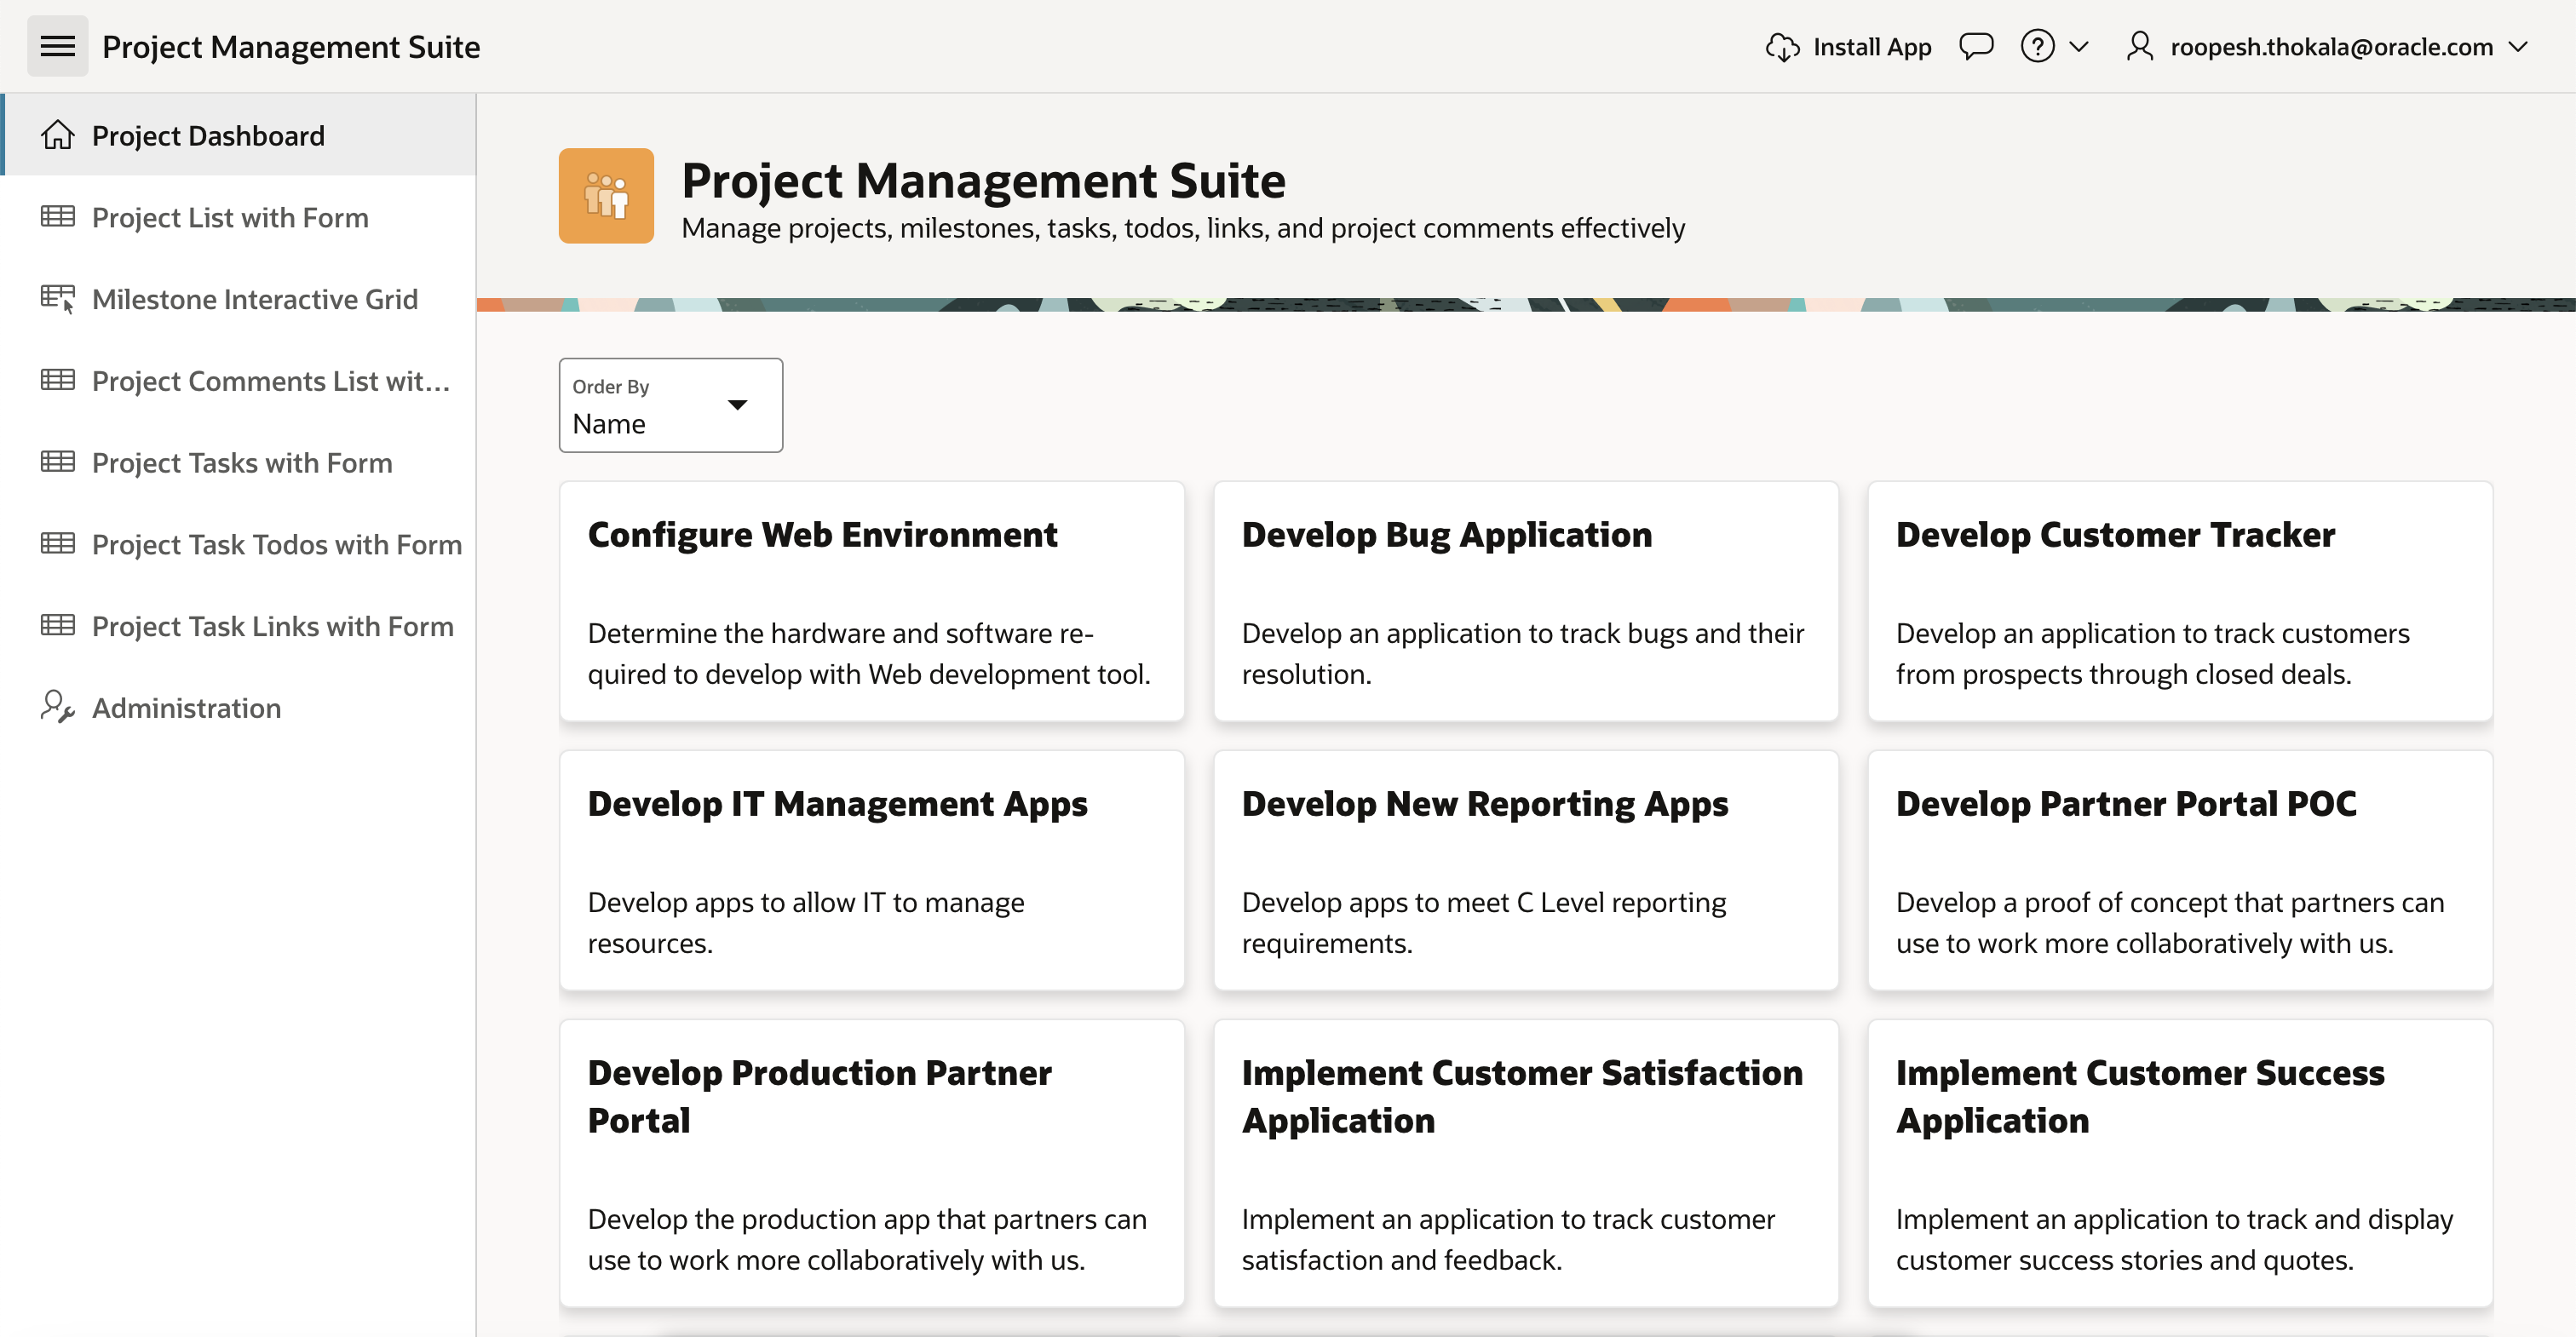 Project Management Suite
Install App
roopesh.thokala@oracle.com
Project Dashboard
Project List with Form
Milestone Interactive Grid
Project Comments List wit...
Project Tasks with Form
Project Task Todos with Form
Project Task Links with Form
Administration
Project Management Suite
Manage projects, milestones, tasks, todos, links, and project comments effectively
Order By
Name
Configure Web Environment
Determine the hardware and software re-
quired to develop with Web development tool.
Develop Bug Application
Develop an application to track bugs and their
resolution.
Develop Customer Tracker
Develop an application to track customers
from prospects through closed deals.
Develop IT Management Apps
Develop apps to allow IT to manage
resources.
Develop New Reporting Apps
Develop apps to meet C Level reporting
requirements.
Develop Partner Portal POC
Develop a proof of concept that partners can
use to work more collaboratively with us.
Develop Production Partner
Portal
Develop the production app that partners can
use to work more collaboratively with us.
Implement Customer Satisfaction
Application
Implement an application to track customer
satisfaction and feedback.
Implement Customer Success
Application
Implement an application to track and display
customer success stories and quotes.